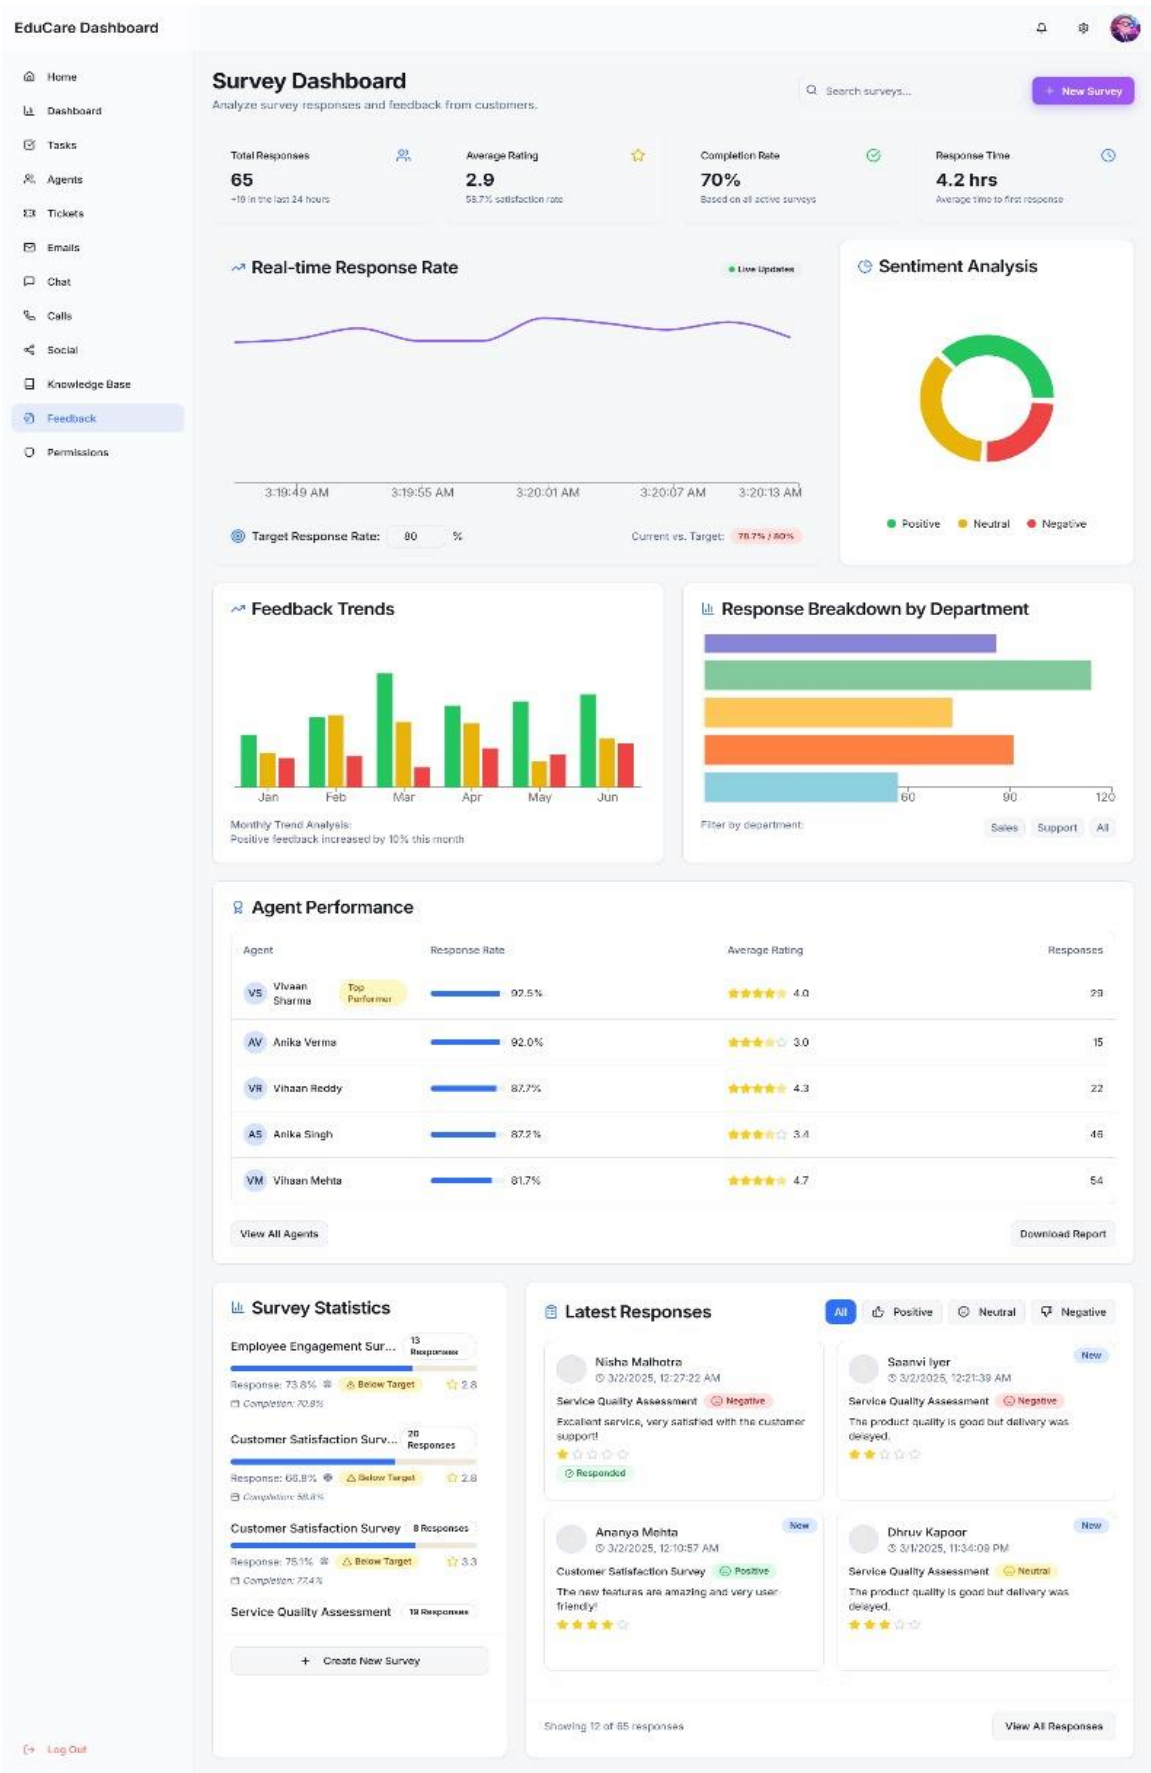 EduCare Dashboard
Home
Dashboard
Tasks
Agents
Tickets
Emails
Chat
Calls
Social
Knowledge Base
Feedback
Permissions
Log Out
Survey Dashboard
Analyze survey responses and feedback from customers.
Search surveys...
+ New Survey
Total Responses
65
+19 in the last 24 hours
Average Rating
2.9
58.7% satisfaction rate
Completion Rate
70%
Based on all active surveys
Response Time
4.2 hrs
Average time to first response
Real-time Response Rate
Live Updates
3:19:49 AM 3:19:55 AM 3:20:01 AM 3:20:07 AM 3:20:13 AM
Target Response Rate: 80 %
Current vs. Target: 78.7% / 80%
Sentiment Analysis
Positive Neutral Negative
Feedback Trends
Jan Feb Mar Apr May Jun
Monthly Trend Analysis:
Positive feedback increased by 10% this month
Response Breakdown by Department
60 90 120
Filter by department:
Sales Support All
Agent Performance
Agent Response Rate Average Rating Responses
VS Vivaan Sharma Top Performer 92.5% 4.0 29
AV Anika Verma 92.0% 3.0 15
VR Vihaan Reddy 87.7% 4.3 22
AS Anika Singh 87.2% 3.4 46
VM Vihaan Mehta 81.7% 4.7 54
View All Agents
Download Report
Survey Statistics
Employee Engagement Sur... 13 Responses
Response: 73.8% Below Target 2.8
Completion: 70.8%
Customer Satisfaction Surv... 20 Responses
Response: 66.8% Below Target 2.8
Completion: 58.8%
Customer Satisfaction Survey 8 Responses
Response: 75.1% Below Target 3.3
Completion: 77.4%
Service Quality Assessment 19 Responses
+ Create New Survey
Latest Responses
All Positive Neutral Negative
Nisha Malhotra
3/2/2025, 12:27:22 AM
Service Quality Assessment Negative
Excellent service, very satisfied with the customer
support!
Responded
New
Saanvi Iyer
3/2/2025, 12:21:39 AM
Service Quality Assessment Negative
The product quality is good but delivery was
delayed.
New
Ananya Mehta
3/2/2025, 12:10:57 AM
Customer Satisfaction Survey Positive
The new features are amazing and very user-
friendly!
New
Dhruv Kapoor
3/1/2025, 11:34:09 PM
Service Quality Assessment Neutral
The product quality is good but delivery was
delayed.
Showing 12 of 65 responses
View All Responses